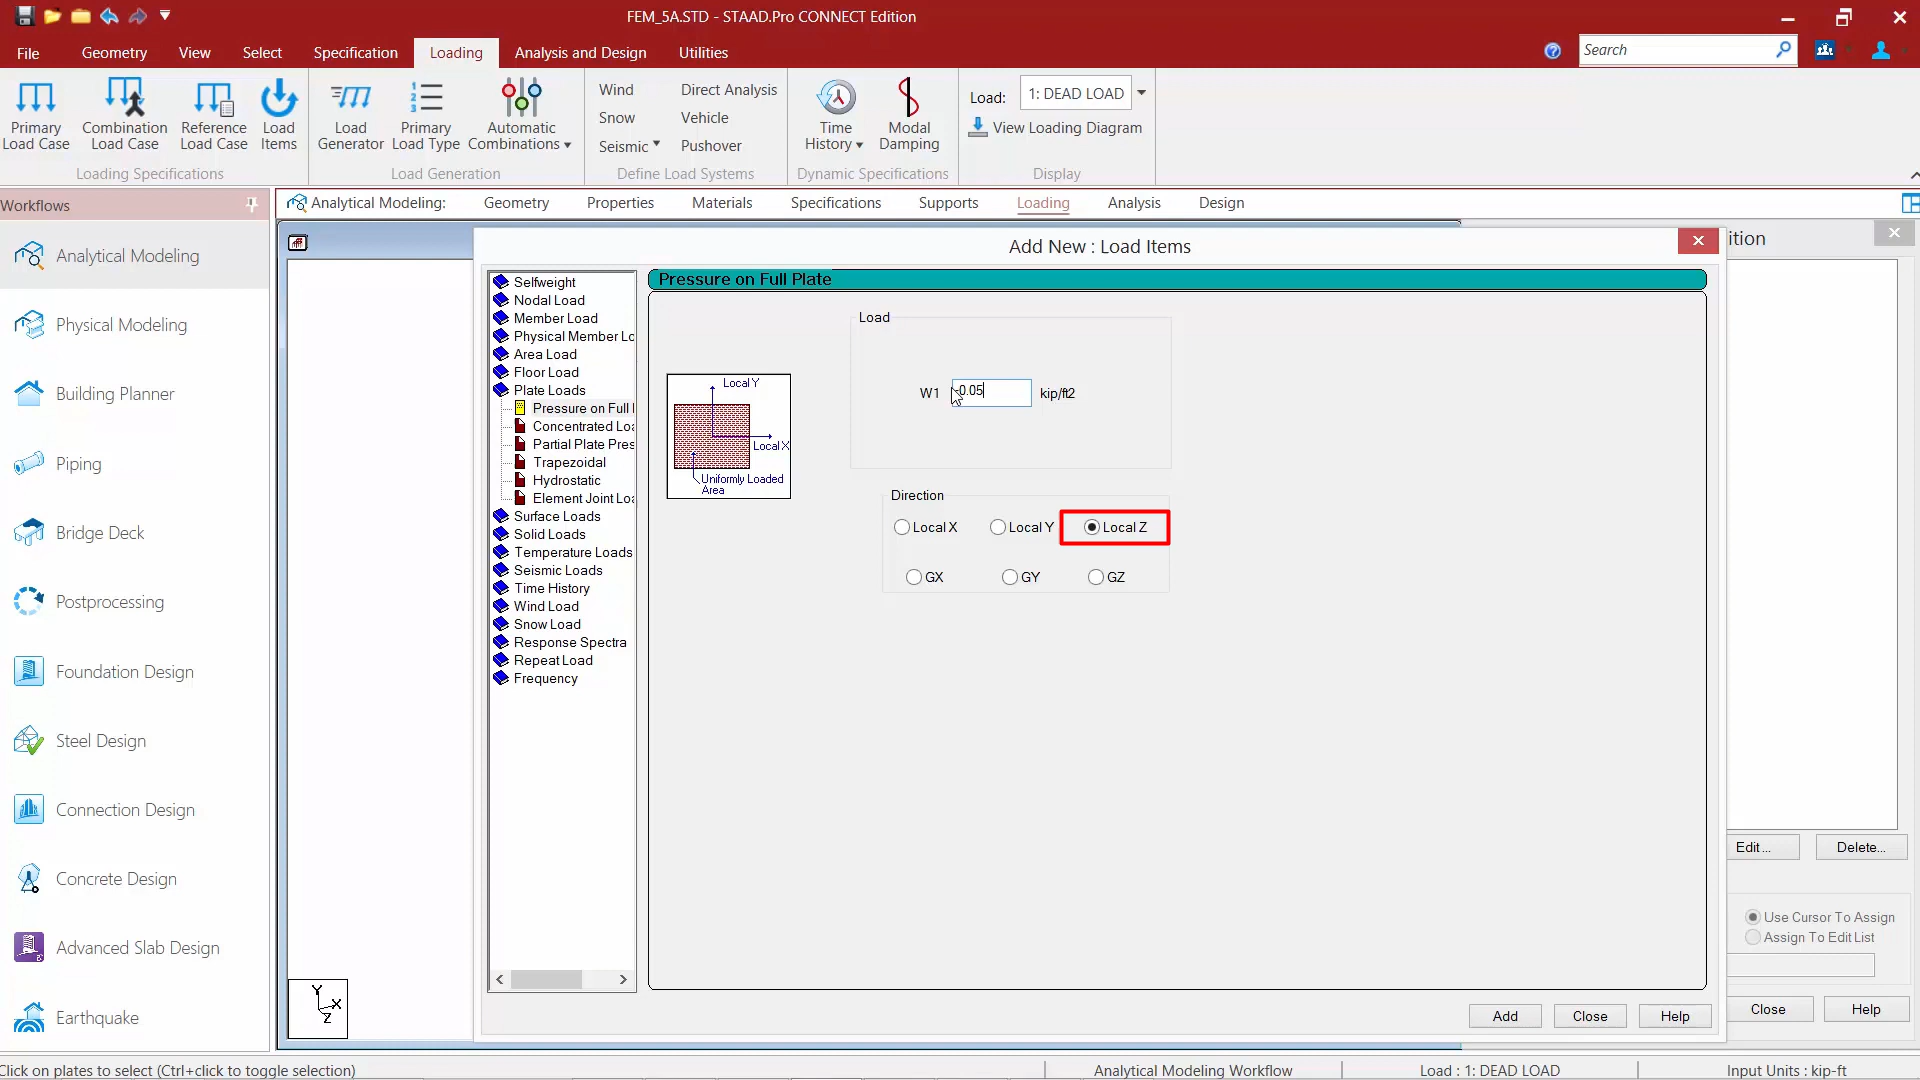 FEM_5A.STD - STAAD.Pro CONNECT Edition
File Geometry View Select Specification Loading Analysis and Design Utilities
Search
Primary Load Case
Combination Load Case
Reference Load Case
Load Items
Loading Specifications
Load Generator
Primary Load Type
Automatic Combinations
Load Generation
Wind
Snow
Seismic
Direct Analysis
Vehicle
Pushover
Define Load Systems
Time History
Modal Damping
Dynamic Specifications
Load: 1: DEAD LOAD
View Loading Diagram
Display
Workflows
Analytical Modeling
Physical Modeling
Building Planner
Piping
Bridge Deck
Postprocessing
Foundation Design
Steel Design
Connection Design
Concrete Design
Advanced Slab Design
Earthquake
Analytical Modeling: Geometry Properties Materials Specifications Supports Loading Analysis Design
Add New : Load Items
Selfweight
Nodal Load
Member Load
Physical Member Lo
Area Load
Floor Load
Plate Loads
Pressure on Full
Concentrated Loa
Partial Plate Pres
Trapezoidal
Hydrostatic
Element Joint Loa
Surface Loads
Solid Loads
Temperature Loads
Seismic Loads
Time History
Wind Load
Snow Load
Response Spectra
Repeat Load
Frequency
Pressure on Full Plate
Local Y
Local X
Uniformly Loaded
Area
Load
W1 0.05 kip/ft2
Direction
Local X Local Y Local Z
GX GY GZ
Add Close Help
ition
Edit... Delete...
Use Cursor To Assign
Assign To Edit List
Close Help
Y
X
Z
Click on plates to select (Ctrl+click to toggle selection)
Analytical Modeling Workflow
Load : 1: DEAD LOAD
Input Units : kip-ft